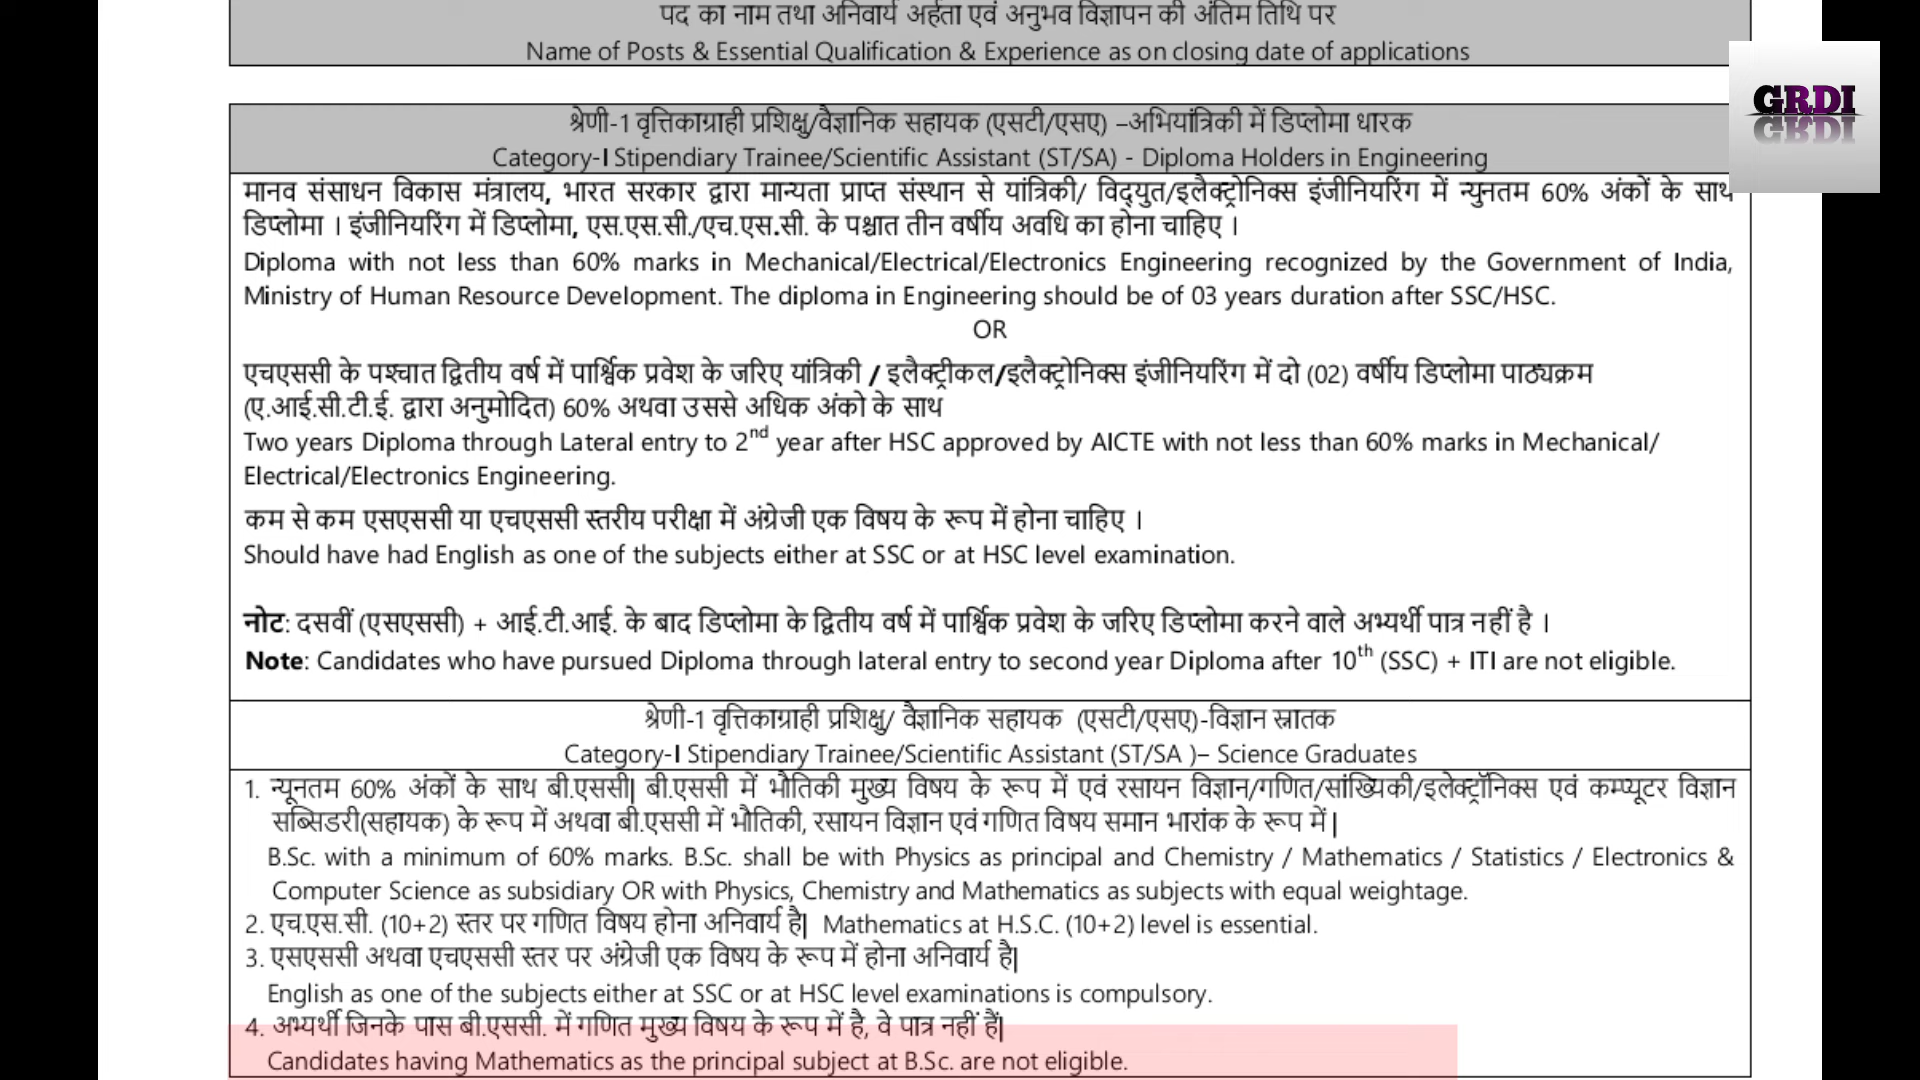 पद का नाम तथा अनिवार्य अर्हता एवं अनुभव विज्ञापन की अंतिम तिथि पर
Name of Posts & Essential Qualification & Experience as on closing date of applications
GRDI
श्रेणी-1 वृत्तिकाग्राही प्रशिक्षु/वैज्ञानिक सहायक (एसटी/एसए) –अभियांत्रिकी में डिप्लोमा धारक
Category-I Stipendiary Trainee/Scientific Assistant (ST/SA) - Diploma Holders in Engineering
मानव संसाधन विकास मंत्रालय, भारत सरकार द्वारा मान्यता प्राप्त संस्थान से यांत्रिकी/ विद्युत/इलैक्ट्रोनिक्स इंजीनियरिंग में न्युनतम 60% अंकों के साथ
डिप्लोमा । इंजीनियरिंग में डिप्लोमा, एस.एस.सी./एच.एस.सी. के पश्चात तीन वर्षीय अवधि का होना चाहिए ।
Diploma with not less than 60% marks in Mechanical/Electrical/Electronics Engineering recognized by the Government of India,
Ministry of Human Resource Development. The diploma in Engineering should be of 03 years duration after SSC/HSC.
OR
एचएससी के पश्चात द्वितीय वर्ष में पार्श्विक प्रवेश के जरिए यांत्रिकी / इलैक्ट्रीकल/इलैक्ट्रोनिक्स इंजीनियरिंग में दो (02) वर्षीय डिप्लोमा पाठ्यक्रम
(ए.आई.सी.टी.ई. द्वारा अनुमोदित) 60% अथवा उससे अधिक अंको के साथ
Two years Diploma through Lateral entry to 2nd year after HSC approved by AICTE with not less than 60% marks in Mechanical/
Electrical/Electronics Engineering.
कम से कम एसएससी या एचएससी स्तरीय परीक्षा में अंग्रेजी एक विषय के रूप में होना चाहिए ।
Should have had English as one of the subjects either at SSC or at HSC level examination.
नोट: दसवीं (एसएससी) + आई.टी.आई. के बाद डिप्लोमा के द्वितीय वर्ष में पार्श्विक प्रवेश के जरिए डिप्लोमा करने वाले अभ्यर्थी पात्र नहीं है ।
Note: Candidates who have pursued Diploma through lateral entry to second year Diploma after 10th (SSC) + ITI are not eligible.
श्रेणी-1 वृत्तिकाग्राही प्रशिक्षु/ वैज्ञानिक सहायक (एसटी/एसए)-विज्ञान स्नातक
Category-I Stipendiary Trainee/Scientific Assistant (ST/SA )– Science Graduates
1. न्यूनतम 60% अंकों के साथ बी.एससी| बी.एससी में भौतिकी मुख्य विषय के रूप में एवं रसायन विज्ञान/गणित/सांख्यिकी/इलेक्ट्रॉनिक्स एवं कम्प्यूटर विज्ञान
सब्सिडरी(सहायक) के रूप में अथवा बी.एससी में भौतिकी, रसायन विज्ञान एवं गणित विषय समान भारांक के रूप में|
B.Sc. with a minimum of 60% marks. B.Sc. shall be with Physics as principal and Chemistry / Mathematics / Statistics / Electronics &
Computer Science as subsidiary OR with Physics, Chemistry and Mathematics as subjects with equal weightage.
2. एच.एस.सी. (10+2) स्तर पर गणित विषय होना अनिवार्य है| Mathematics at H.S.C. (10+2) level is essential.
3. एसएससी अथवा एचएससी स्तर पर अंग्रेजी एक विषय के रूप में होना अनिवार्य है|
English as one of the subjects either at SSC or at HSC level examinations is compulsory.
4. अभ्यर्थी जिनके पास बी.एससी. में गणित मुख्य विषय के रूप में है, वे पात्र नहीं हैं|
Candidates having Mathematics as the principal subject at B.Sc. are not eligible.